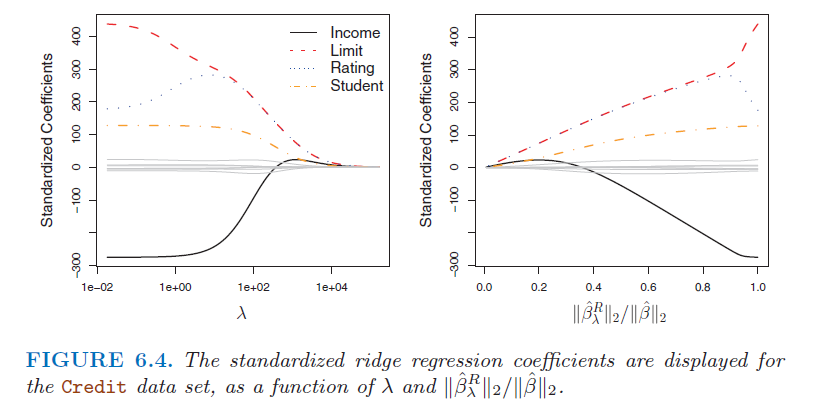 Standardized Coefficients
400
300
200
100
0
−100
−300
Income
Limit
Rating
Student
1e−02 1e+00 1e+02 1e+04
λ
Standardized Coefficients
400
300
200
100
0
−100
−300
0.0 0.2 0.4 0.6 0.8 1.0
‖β̂λᴿ‖₂/‖β̂‖₂
FIGURE 6.4. The standardized ridge regression coefficients are displayed for
the Credit data set, as a function of λ and ‖β̂λᴿ‖₂/‖β̂‖₂.